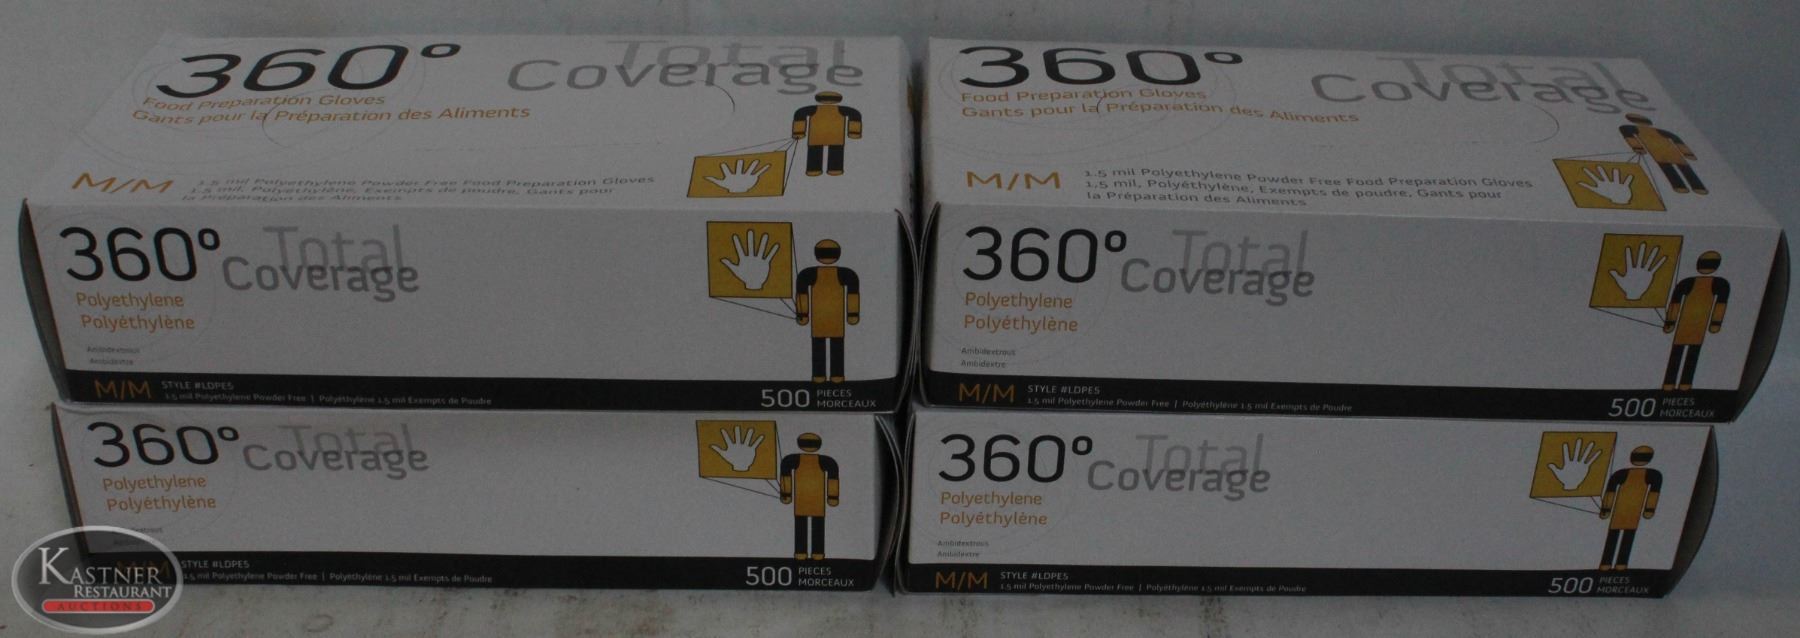 360° Total
Coverage
Food Preparation Gloves
Gants pour la Préparation des Aliments
M/M
1.5 mil Polyethylene Powder Free Food Preparation Gloves
1.5 mil, Polyéthylène, Exempts de poudre, Gants pour
la Préparation des Aliments
360° Total
Coverage
Polyethylene
Polyéthylène
Ambidextrous
Ambidextre
M/M STYLE #LDPE5
1.5 mil Polyethylene Powder Free | Polyéthylène 1.5 mil Exempts de Poudre
500 PIECES
MORCEAUX
360° Total
Coverage
Food Preparation Gloves
Gants pour la Préparation des Aliments
M/M
1.5 mil Polyethylene Powder Free Food Preparation Gloves
1,5 mil, Polyéthylène, Exempts de poudre, Gants pour
la Préparation des Aliments
360° Total
Coverage
Polyethylene
Polyéthylène
Ambidextrous
Ambidextre
M/M STYLE #LDPE5
1.5 mil Polyethylene Powder Free | Polyéthylène 1.5 mil Exempts de Poudre
500 PIECES
MORCEAUX
360° Total
Coverage
Polyethylene
Polyéthylène
M/M STYLE #LDPE5
1.5 mil Polyethylene Powder Free | Polyéthylène 1.5 mil Exempts de Poudre
500 PIECES
MORCEAUX
360° Total
Coverage
Polyethylene
Polyéthylène
Ambidextrous
Ambidextre
M/M STYLE #LDPE5
1.5 mil Polyethylene Powder Free | Polyéthylène 1.5 mil Exempts de Poudre
500 PIECES
MORCEAUX
KASTNER
RESTAURANT
AUCTIONS